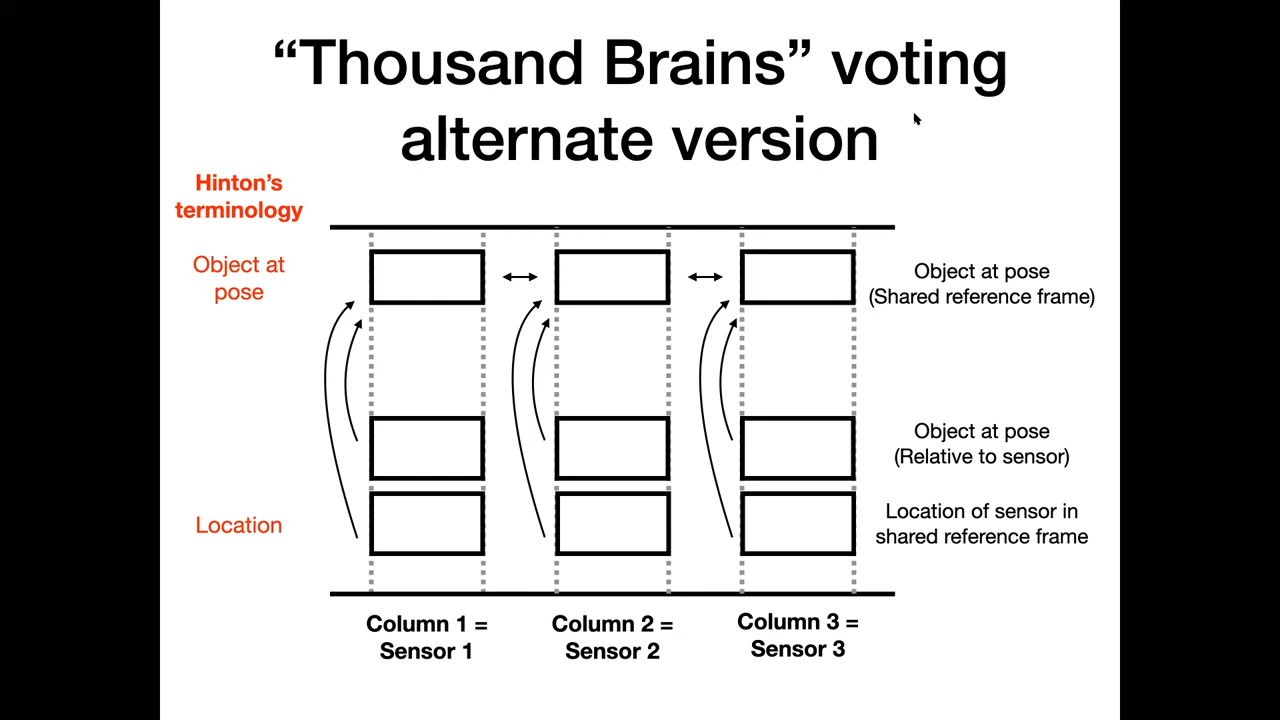 “Thousand Brains” voting
alternate version
Hinton’s
terminology
Object at
pose
Object at pose
(Shared reference frame)
Object at pose
(Relative to sensor)
Location
Location of sensor in
shared reference frame
Column 1 =
Sensor 1
Column 2 =
Sensor 2
Column 3 =
Sensor 3